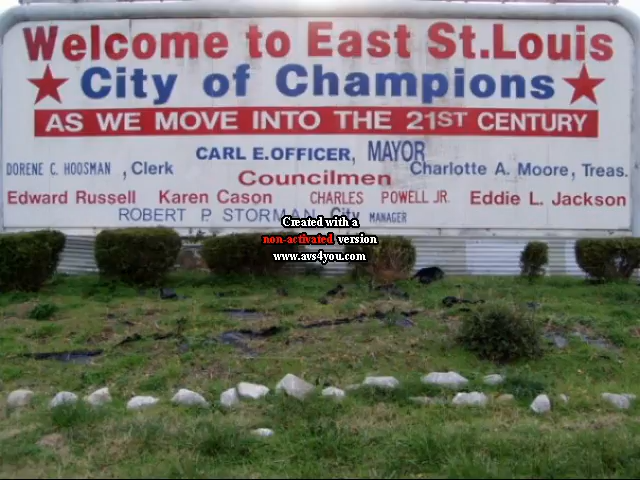 Welcome to East St.Louis
City of Champions
AS WE MOVE INTO THE 21ST CENTURY
CARL E.OFFICER, MAYOR
DORENE C. HOOSMAN , Clerk Charlotte A. Moore, Treas.
Councilmen
Edward Russell Karen Cason CHARLES POWELL JR. Eddie L. Jackson
ROBERT P STORMAN City MANAGER
Created with a
non-activated version
www.avs4you.com